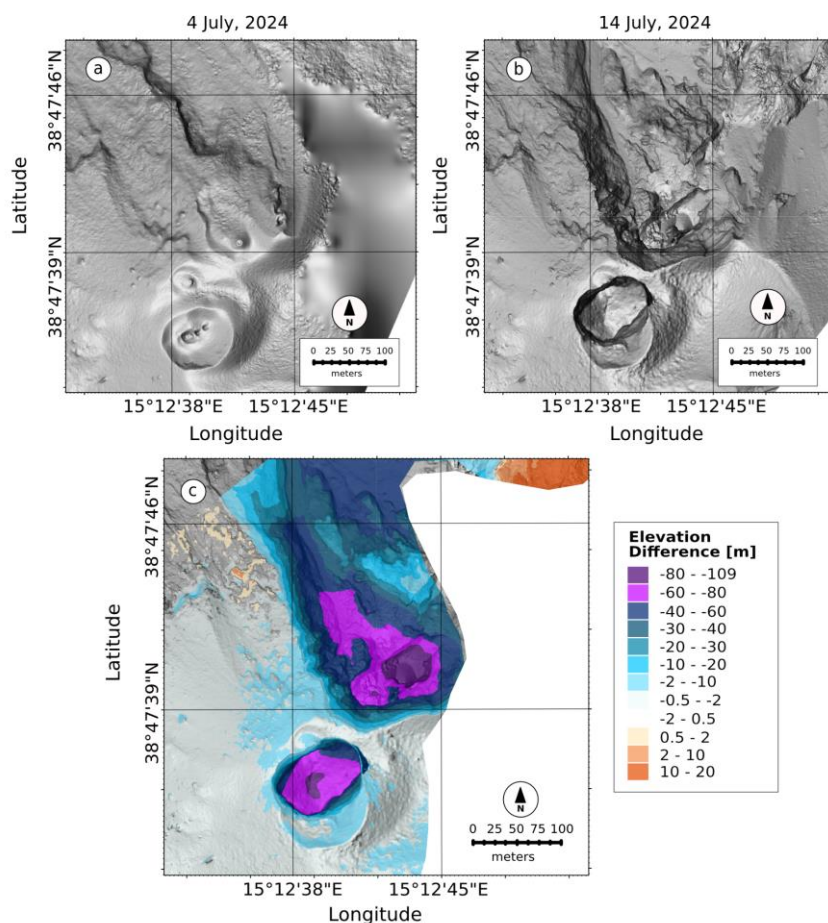 4 July, 2024
14 July, 2024
a
b
38°47'46"N
38°47'46"N
Latitude
Latitude
38°47'39"N
38°47'39"N
N
N
0 25 50 75 100
meters
0 25 50 75 100
meters
15°12'38"E 15°12'45"E
15°12'38"E 15°12'45"E
Longitude
Longitude
c
38°47'46"N
Latitude
38°47'39"N
N
0 25 50 75 100
meters
15°12'38"E 15°12'45"E
Longitude
Elevation
Difference [m]
-80 - -109
-60 - -80
-40 - -60
-30 - -40
-20 - -30
-10 - -20
-2 - -10
-0.5 - -2
-2 - 0.5
0.5 - 2
2 - 10
10 - 20